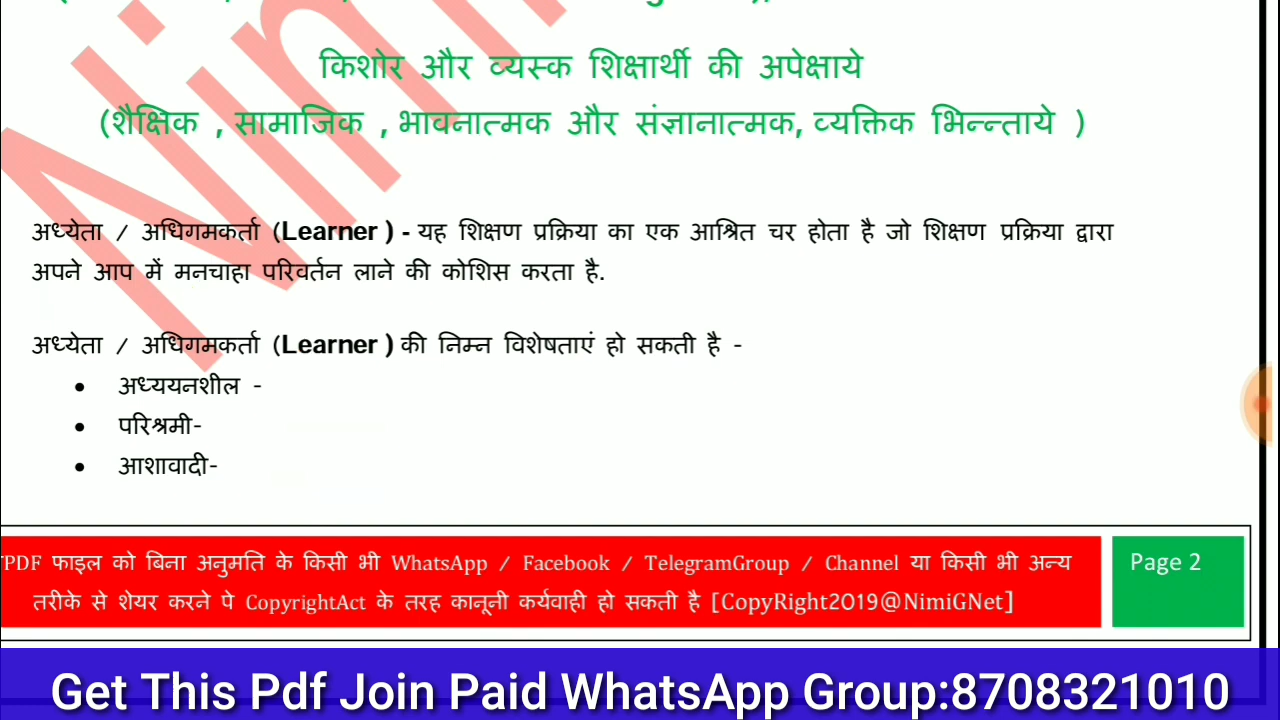 किशोर और व्यस्क शिक्षार्थी की अपेक्षाये
(शैक्षिक , सामाजिक , भावनात्मक और संज्ञानात्मक, व्यक्तिक भिन्न्ताये )
अध्येता / अधिगमकर्ता (Learner ) - यह शिक्षण प्रक्रिया का एक आश्रित चर होता है जो शिक्षण प्रक्रिया द्वारा
अपने आप में मनचाहा परिवर्तन लाने की कोशिस करता है.
अध्येता / अधिगमकर्ता (Learner ) की निम्न विशेषताएं हो सकती है -
• अध्ययनशील -
• परिश्रमी-
• आशावादी-
PDF फाइल को बिना अनुमति के किसी भी WhatsApp / Facebook / TelegramGroup / Channel या किसी भी अन्य
तरीके से शेयर करने पे CopyrightAct के तरह कानूनी कर्यवाही हो सकती है [CopyRight2019@NimiGNet]
Page 2
Get This Pdf Join Paid WhatsApp Group:8708321010